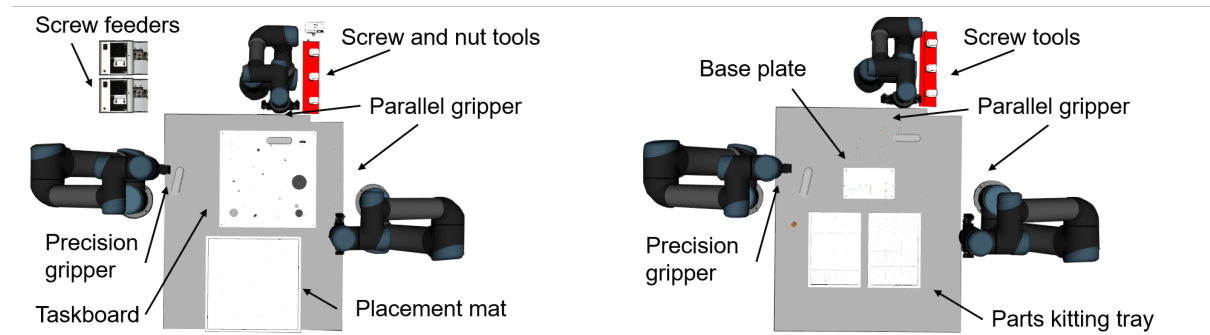 Screw feeders
Screw and nut tools
Parallel gripper
Precision
gripper
Taskboard
Placement mat
Screw tools
Base plate
Parallel gripper
Precision
gripper
Parts kitting tray